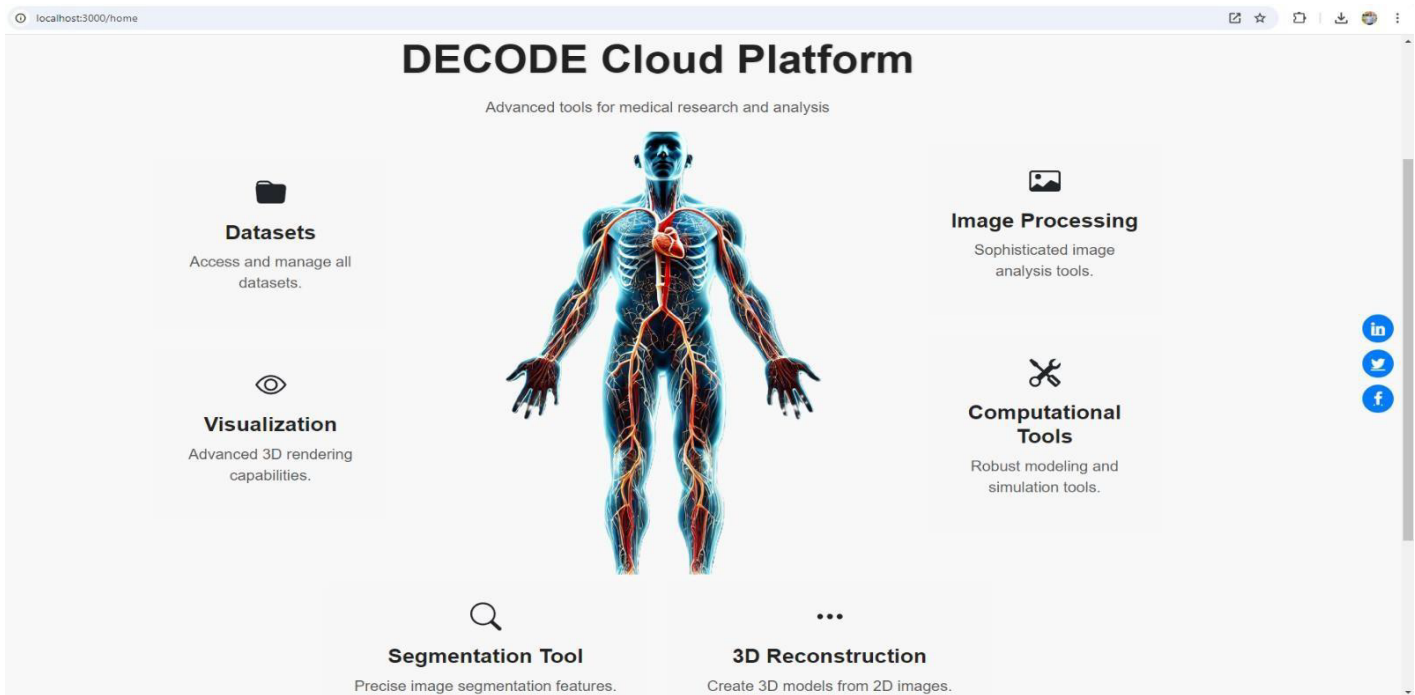 localhost:3000/home
DECODE Cloud Platform
Advanced tools for medical research and analysis
Datasets
Access and manage all
datasets.
Image Processing
Sophisticated image
analysis tools.
Visualization
Advanced 3D rendering
capabilities.
Computational
Tools
Robust modeling and
simulation tools.
in
f
Segmentation Tool
Precise image segmentation features.
3D Reconstruction
Create 3D models from 2D images.